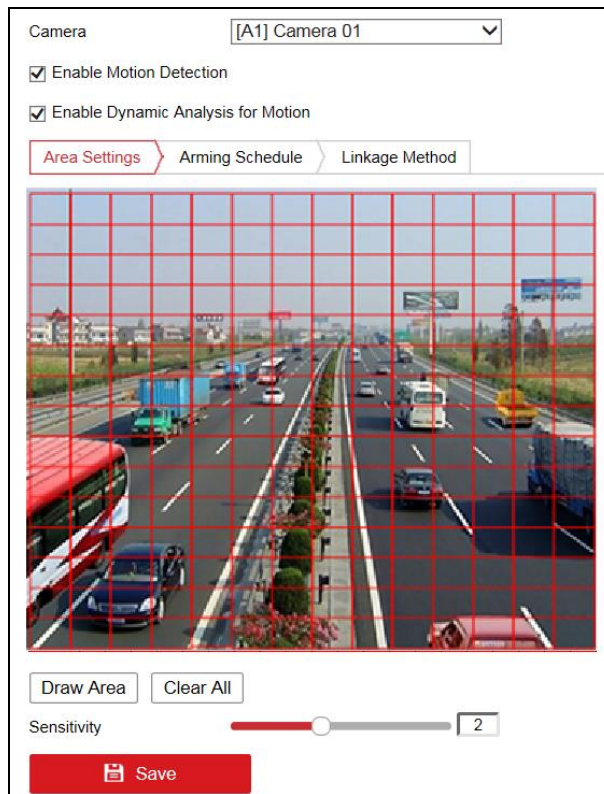 Camera [A1] Camera 01
Enable Motion Detection
Enable Dynamic Analysis for Motion
Area Settings Arming Schedule Linkage Method
Draw Area Clear All
Sensitivity 2
Save